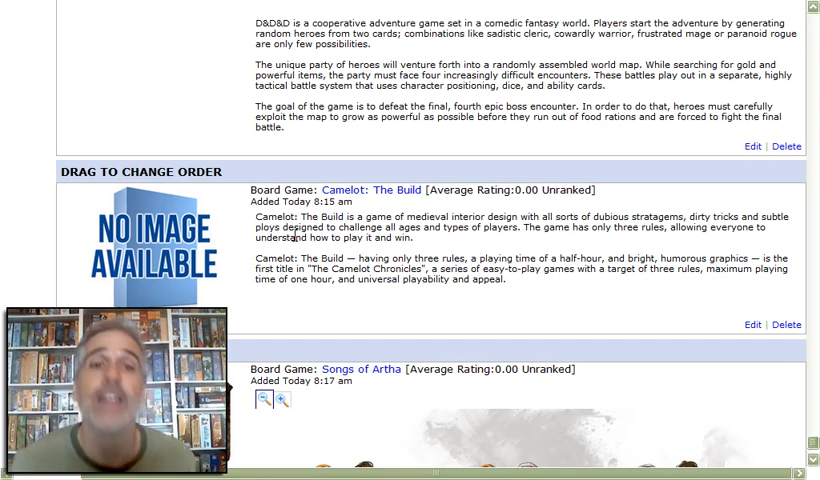 D&D&D is a cooperative adventure game set in a comedic fantasy world. Players start the adventure by generating
random heroes from two cards; combinations like sadistic cleric, cowardly warrior, frustrated mage or paranoid rogue
are only few possibilities.
The unique party of heroes will venture forth into a randomly assembled world map. While searching for gold and
powerful items, the party must face four increasingly difficult encounters. These battles play out in a separate, highly
tactical battle system that uses character positioning, dice, and ability cards.
The goal of the game is to defeat the final, fourth epic boss encounter. In order to do that, heroes must carefully
exploit the map to grow as powerful as possible before they run out of food rations and are forced to fight the final
battle.
Edit | Delete
DRAG TO CHANGE ORDER
NO IMAGE
AVAILABLE
Board Game: Camelot: The Build [Average Rating:0.00 Unranked]
Added Today 8:15 am
Camelot: The Build is a game of medieval interior design with all sorts of dubious stratagems, dirty tricks and subtle
ploys designed to challenge all ages and types of players. The game has only three rules, allowing everyone to
understand how to play it and win.
Camelot: The Build — having only three rules, a playing time of a half-hour, and bright, humorous graphics — is the
first title in "The Camelot Chronicles", a series of easy-to-play games with a target of three rules, maximum playing
time of one hour, and universal playability and appeal.
Edit | Delete
Board Game: Songs of Artha [Average Rating:0.00 Unranked]
Added Today 8:17 am